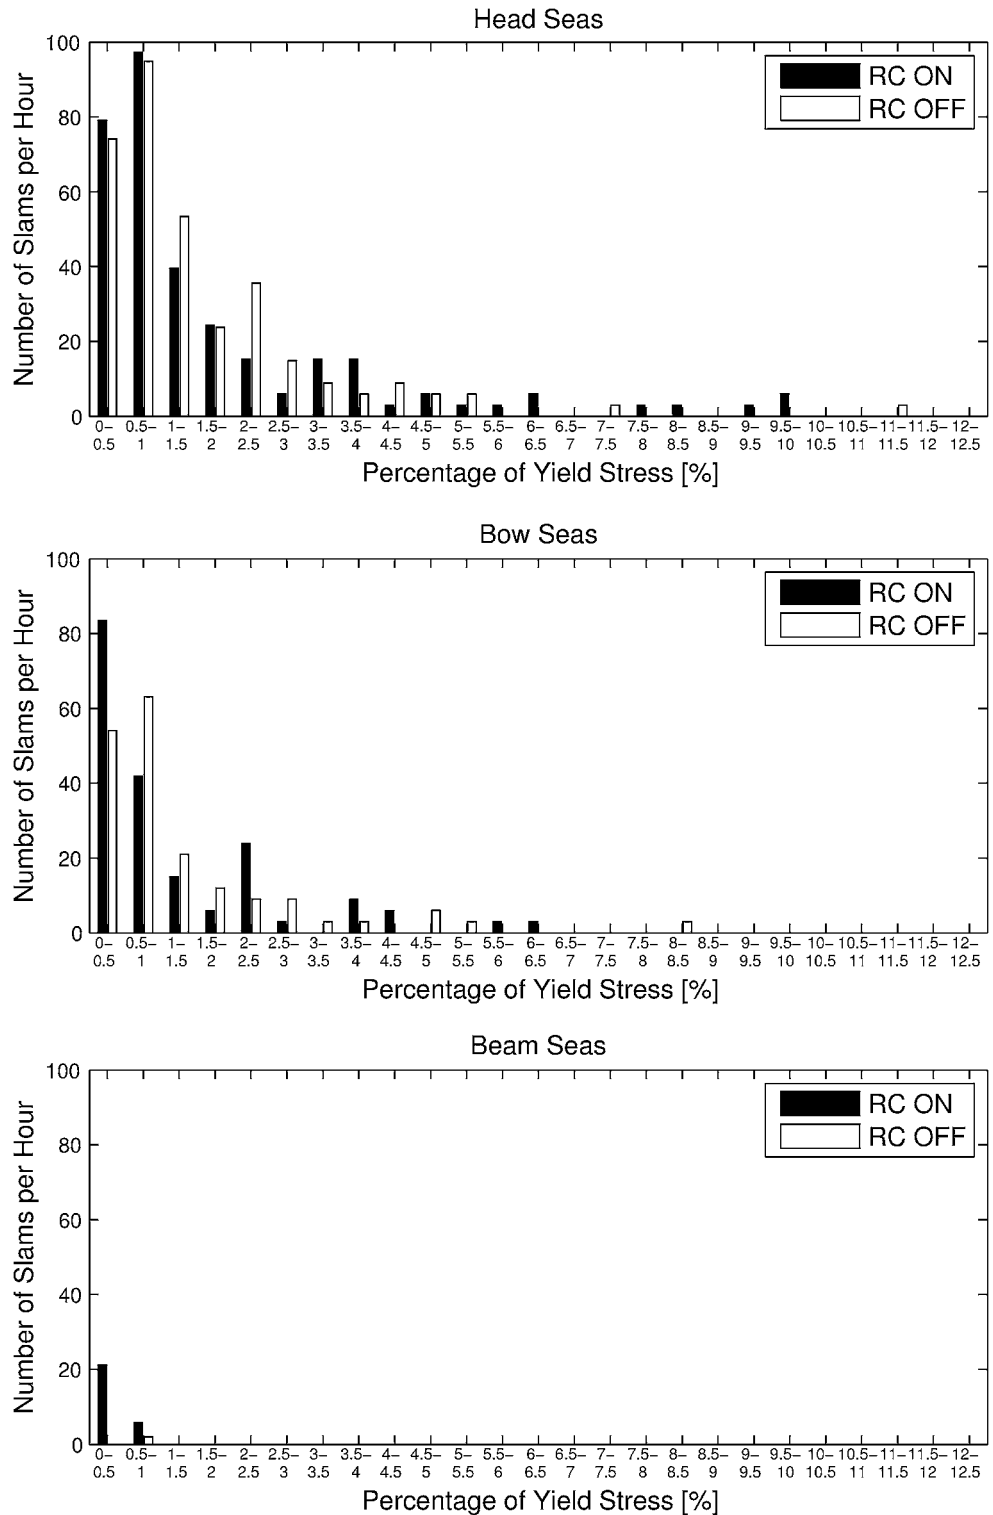 Head Seas
100
80
60
40
20
0
Number of Slams per Hour
RC ON
RC OFF
0– 0.5– 1– 1.5– 2– 2.5– 3– 3.5– 4– 4.5– 5– 5.5– 6– 6.5– 7– 7.5– 8– 8.5– 9– 9.5– 10– 10.5– 11– 11.5– 12–
0.5 1 1.5 2 2.5 3 3.5 4 4.5 5 5.5 6 6.5 7 7.5 8 8.5 9 9.5 10 10.5 11 11.5 12 12.5
Percentage of Yield Stress [%]
Bow Seas
100
80
60
40
20
0
Number of Slams per Hour
RC ON
RC OFF
0– 0.5– 1– 1.5– 2– 2.5– 3– 3.5– 4– 4.5– 5– 5.5– 6– 6.5– 7– 7.5– 8– 8.5– 9– 9.5– 10– 10.5– 11– 11.5– 12–
0.5 1 1.5 2 2.5 3 3.5 4 4.5 5 5.5 6 6.5 7 7.5 8 8.5 9 9.5 10 10.5 11 11.5 12 12.5
Percentage of Yield Stress [%]
Beam Seas
100
80
60
40
20
0
Number of Slams per Hour
RC ON
RC OFF
0– 0.5– 1– 1.5– 2– 2.5– 3– 3.5– 4– 4.5– 5– 5.5– 6– 6.5– 7– 7.5– 8– 8.5– 9– 9.5– 10– 10.5– 11– 11.5– 12–
0.5 1 1.5 2 2.5 3 3.5 4 4.5 5 5.5 6 6.5 7 7.5 8 8.5 9 9.5 10 10.5 11 11.5 12 12.5
Percentage of Yield Stress [%]